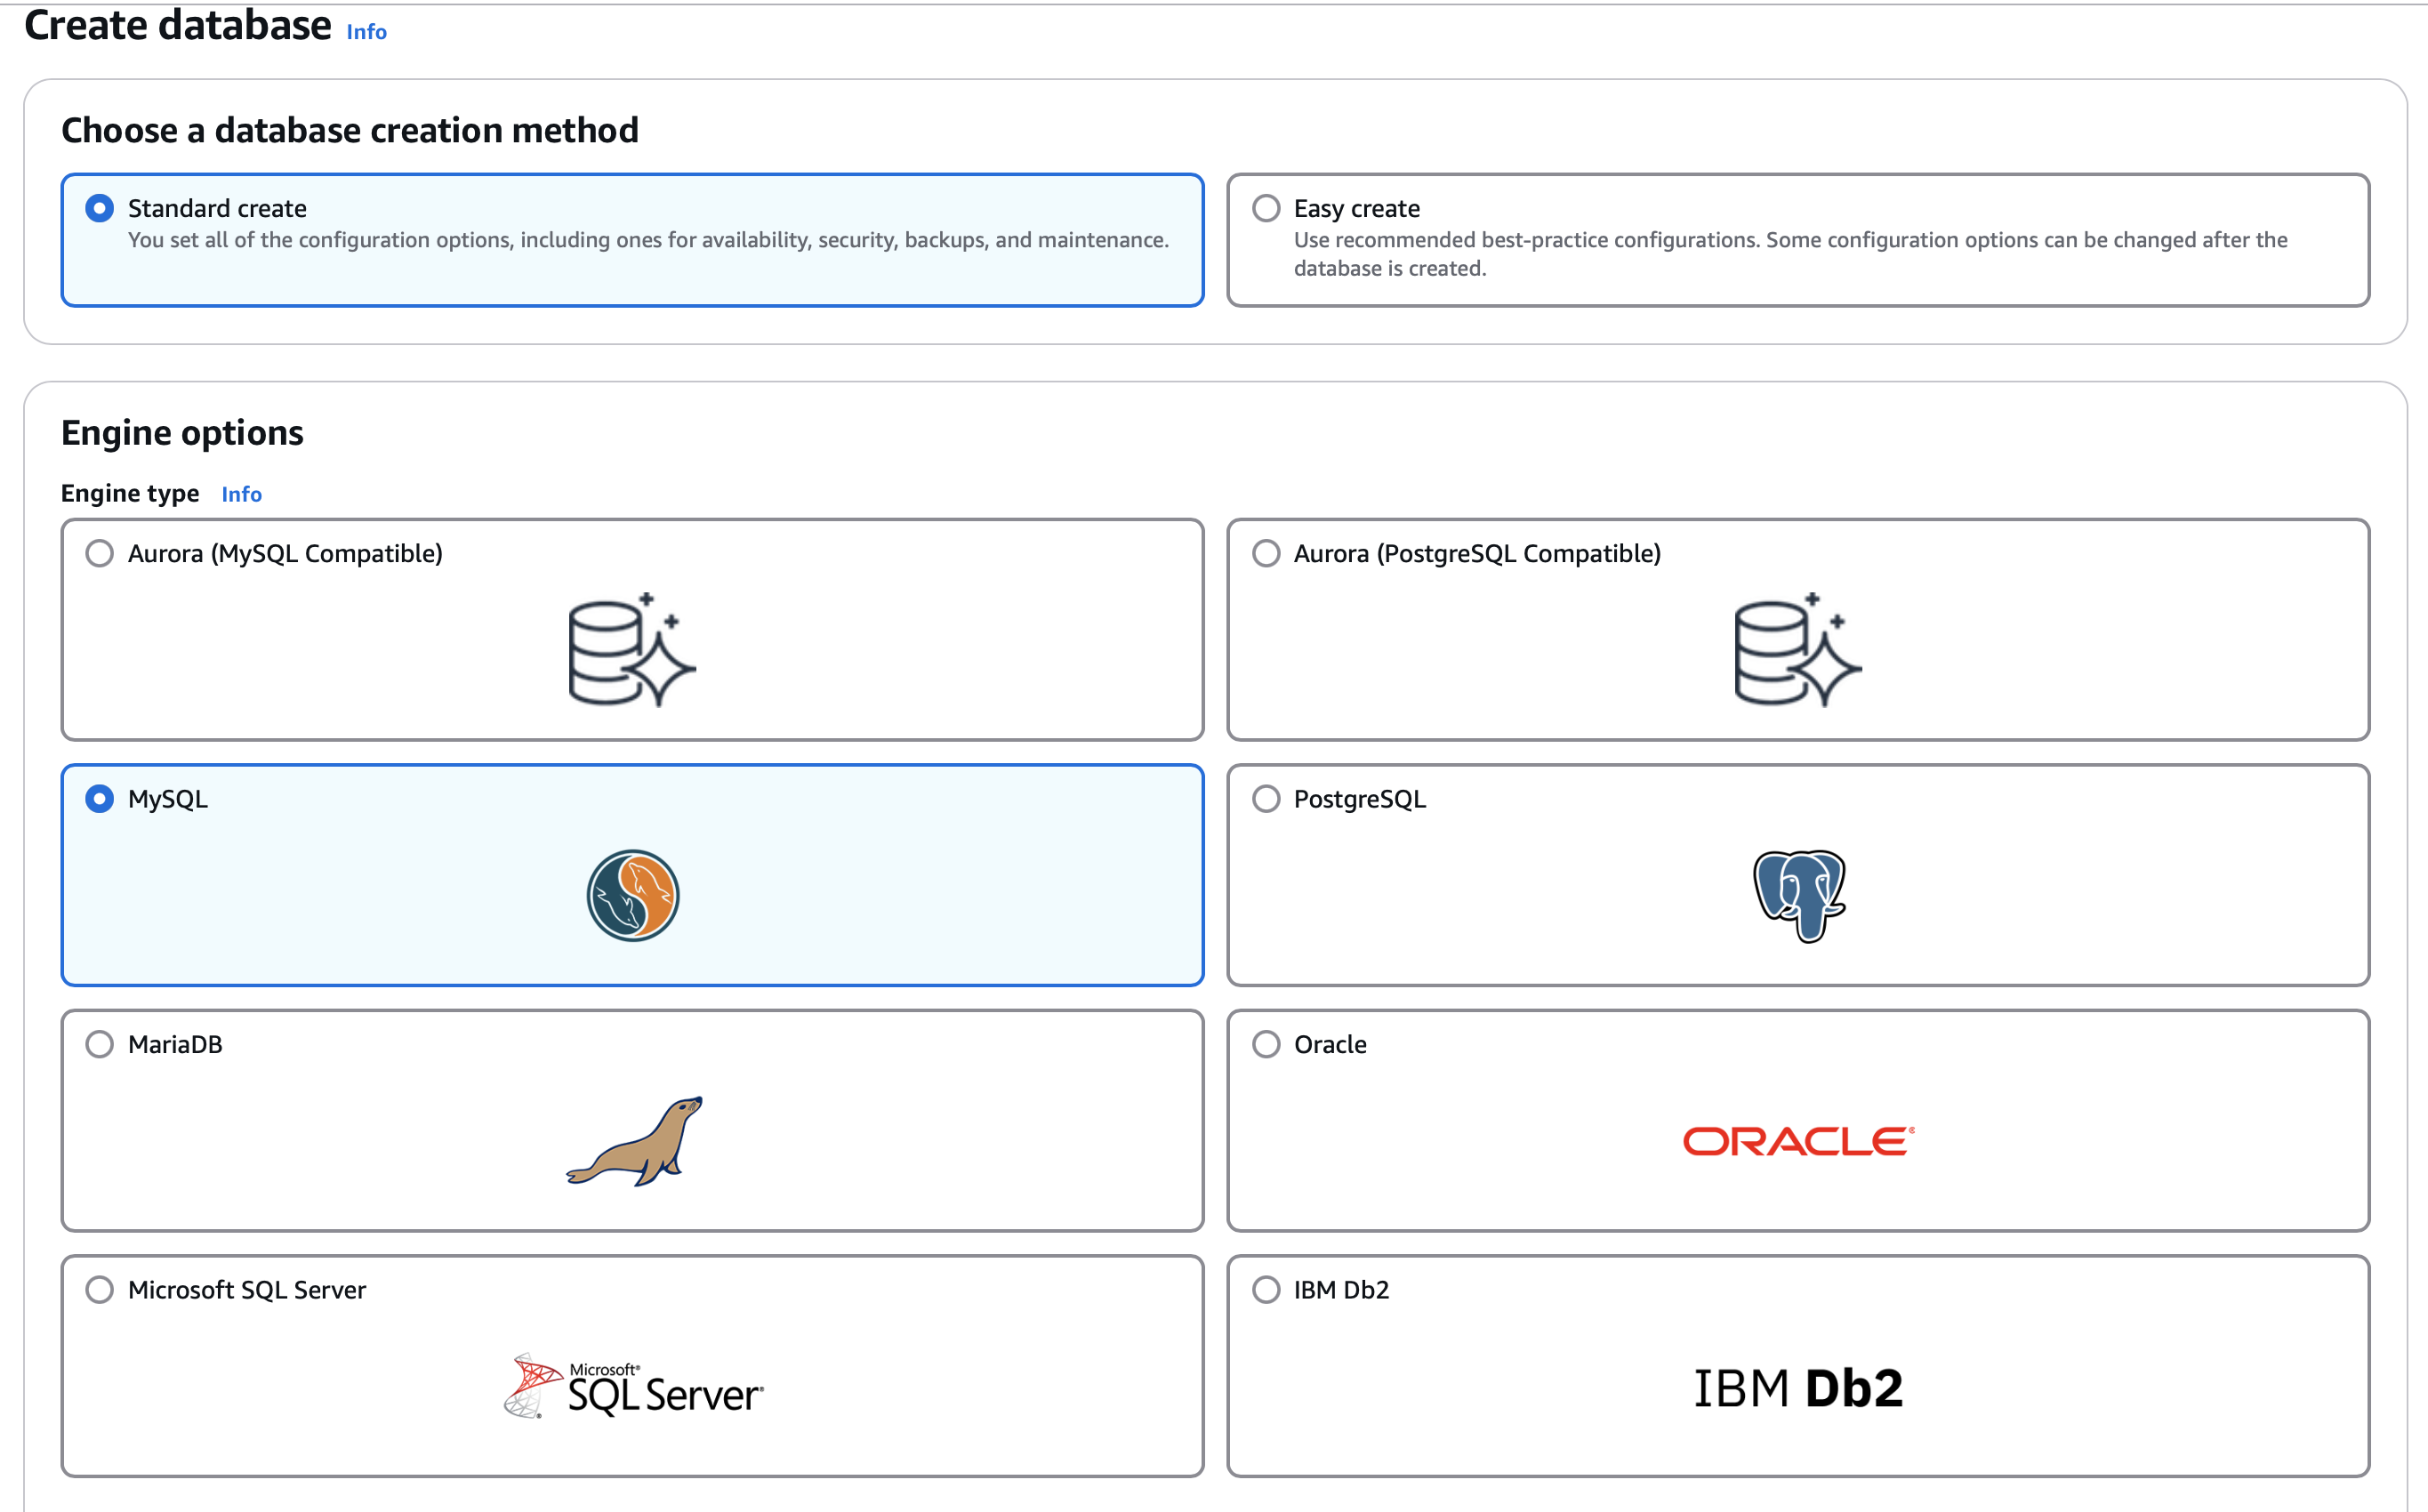 Create database Info
Choose a database creation method
Standard create
You set all of the configuration options, including ones for availability, security, backups, and maintenance.
Easy create
Use recommended best-practice configurations. Some configuration options can be changed after the
database is created.
Engine options
Engine type Info
Aurora (MySQL Compatible)
Aurora (PostgreSQL Compatible)
MySQL
PostgreSQL
MariaDB
Oracle
ORACLE®
Microsoft SQL Server
Microsoft®
SQL Server®
IBM Db2
IBM Db2